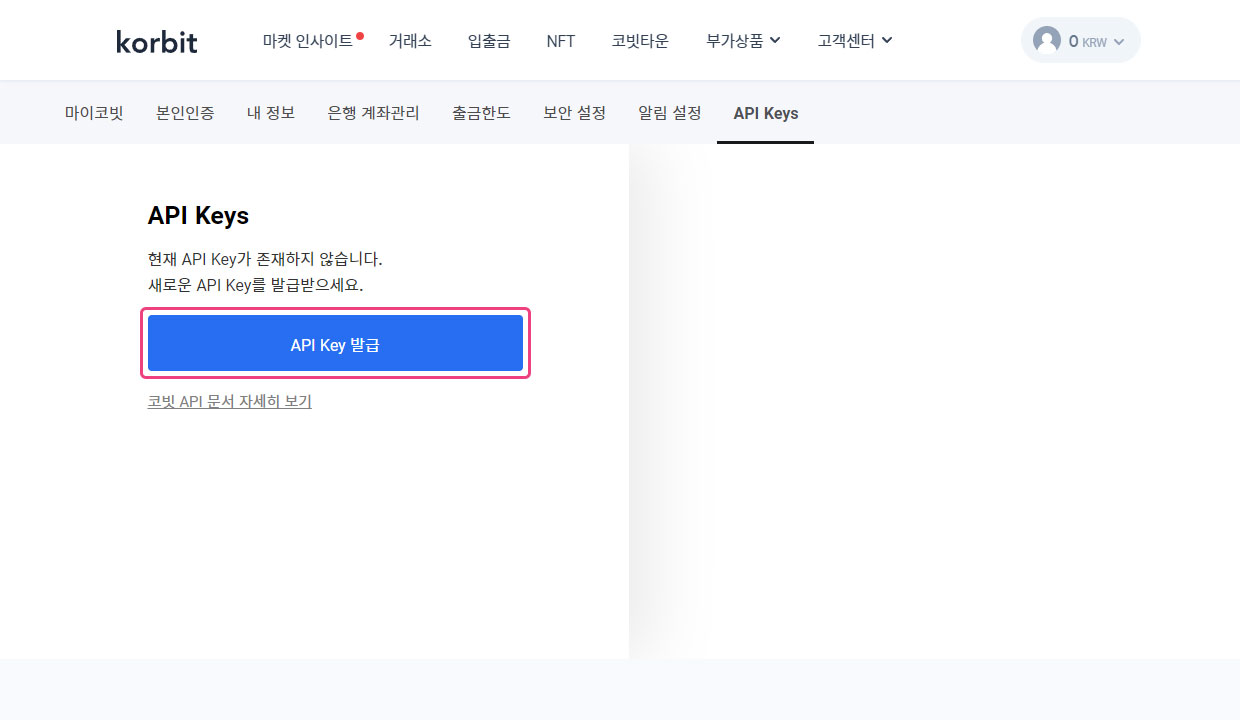 korbit
마켓 인사이트 거래소 입출금 NFT 코빗타운 부가상품 고객센터 0 KRW
마이코빗 본인인증 내 정보 은행 계좌관리 출금한도 보안 설정 알림 설정 API Keys
API Keys
현재 API Key가 존재하지 않습니다.
새로운 API Key를 발급받으세요.
API Key 발급
코빗 API 문서 자세히 보기